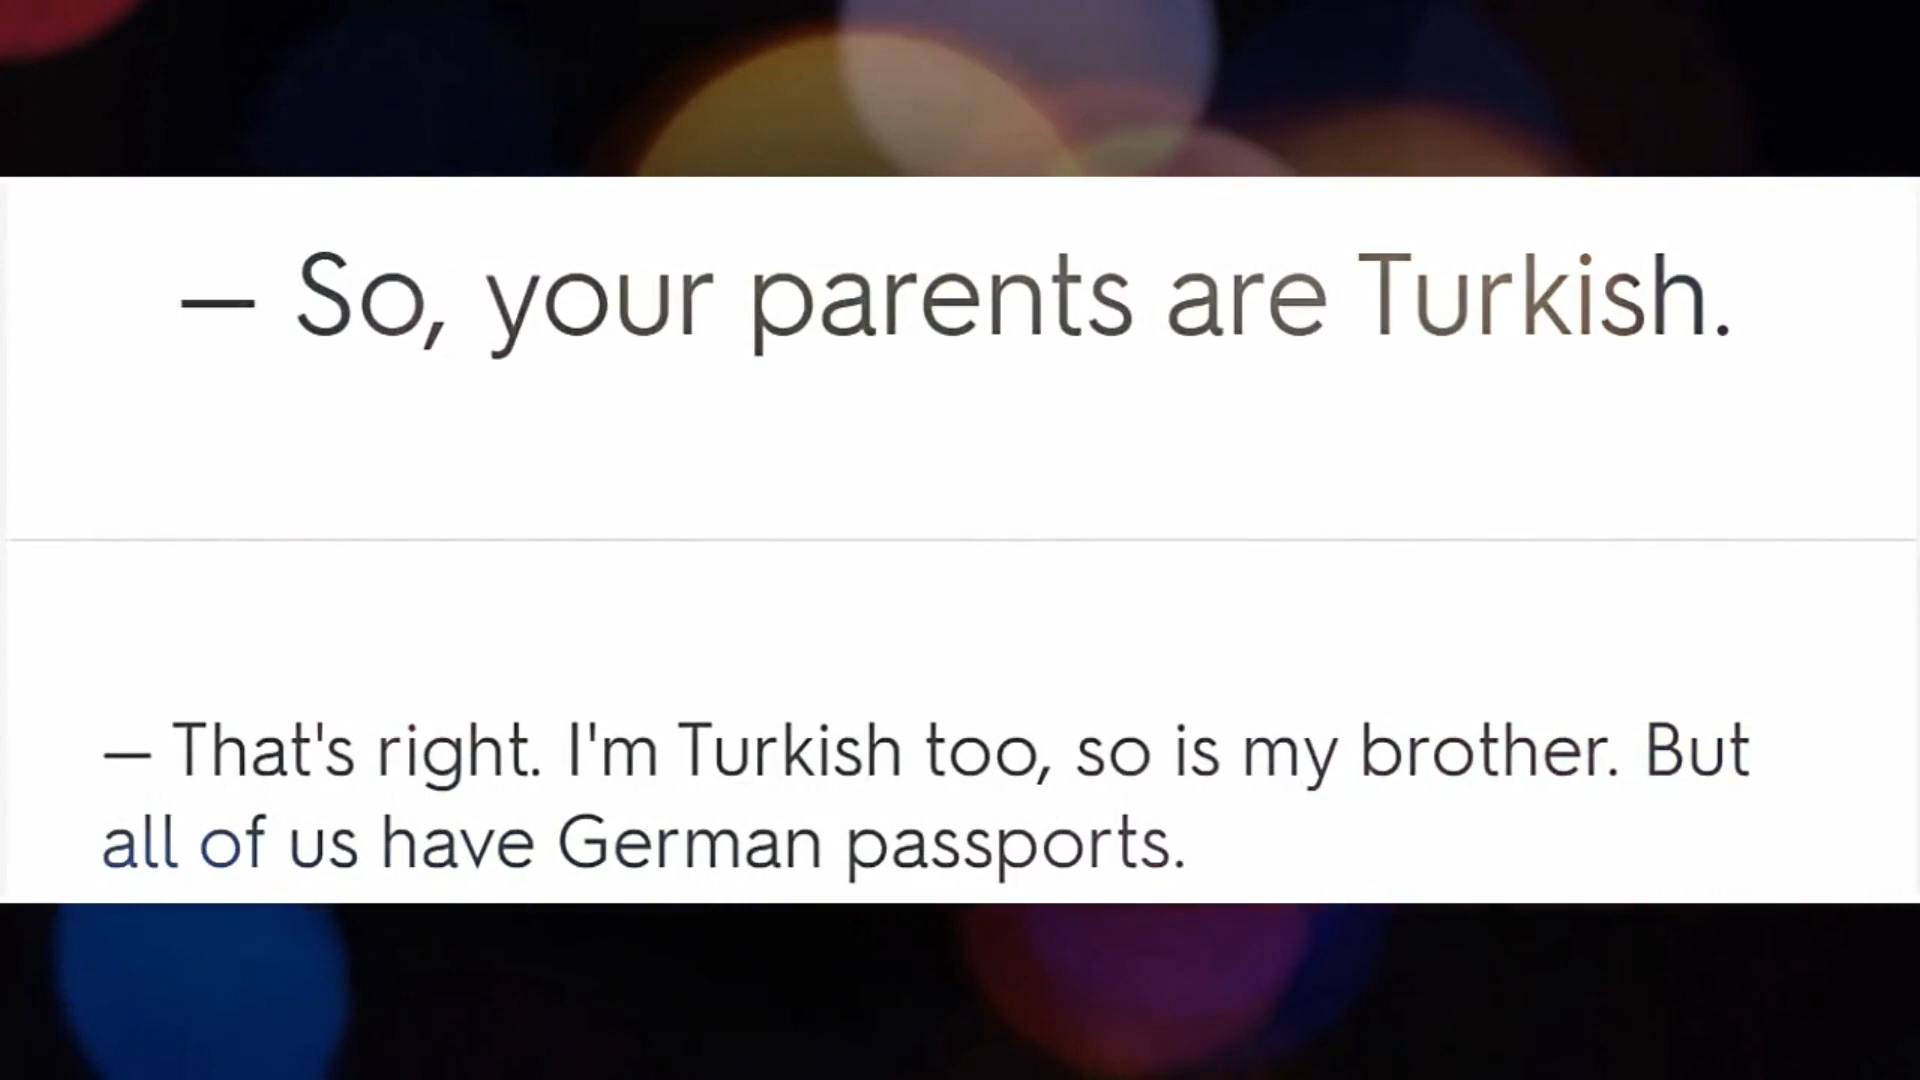 — So, your parents are Turkish.
— That's right. I'm Turkish too, so is my brother. But
all of us have German passports.